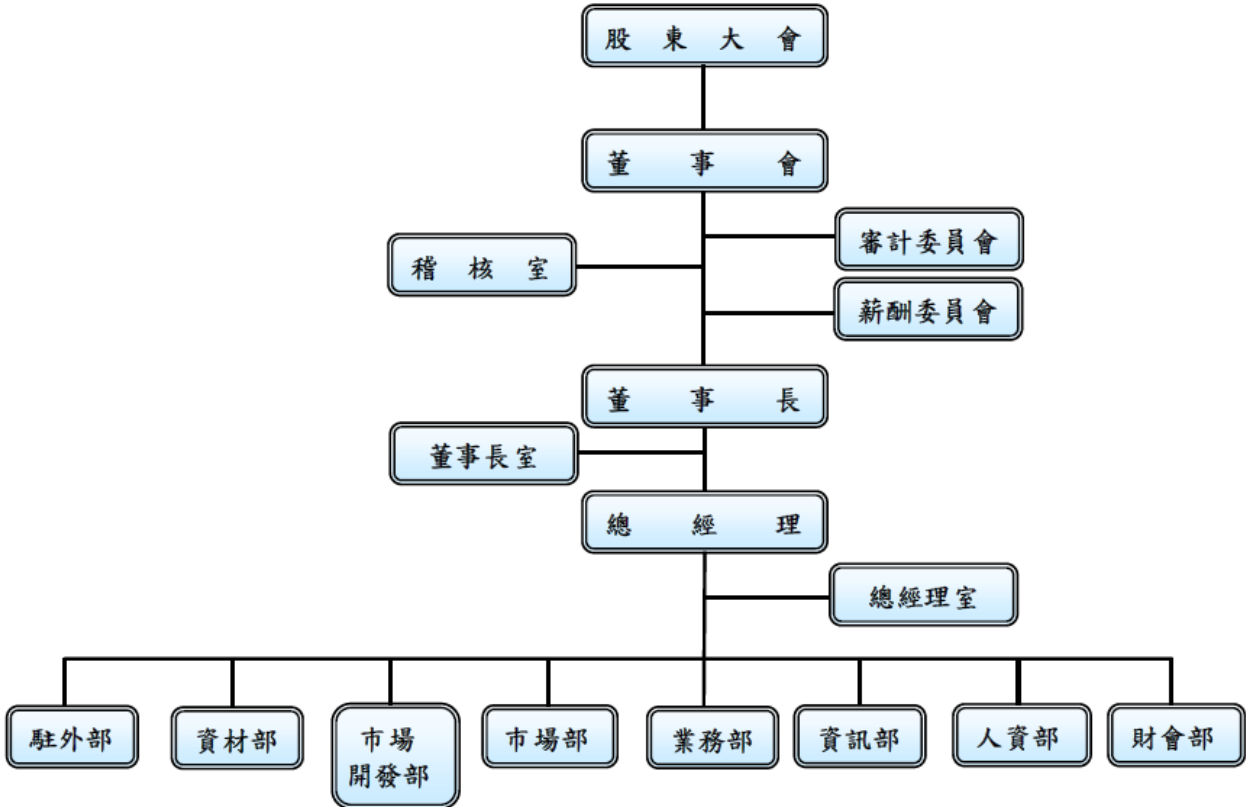 股東大會
董事會
審計委員會
稽核室
薪酬委員會
董事長
董事長室
總經理
總經理室
駐外部
資材部
市場
開發部
市場部
業務部
資訊部
人資部
財會部